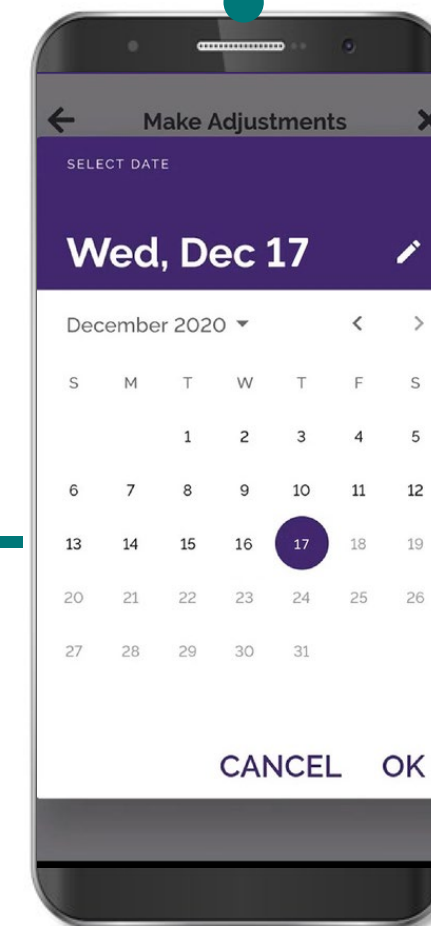 Make Adjustments
SELECT DATE
Wed, Dec 17
December 2020
S M T W T F S
1 2 3 4 5
6 7 8 9 10 11 12
13 14 15 16 17 18 19
20 21 22 23 24 25 26
27 28 29 30 31
CANCEL OK